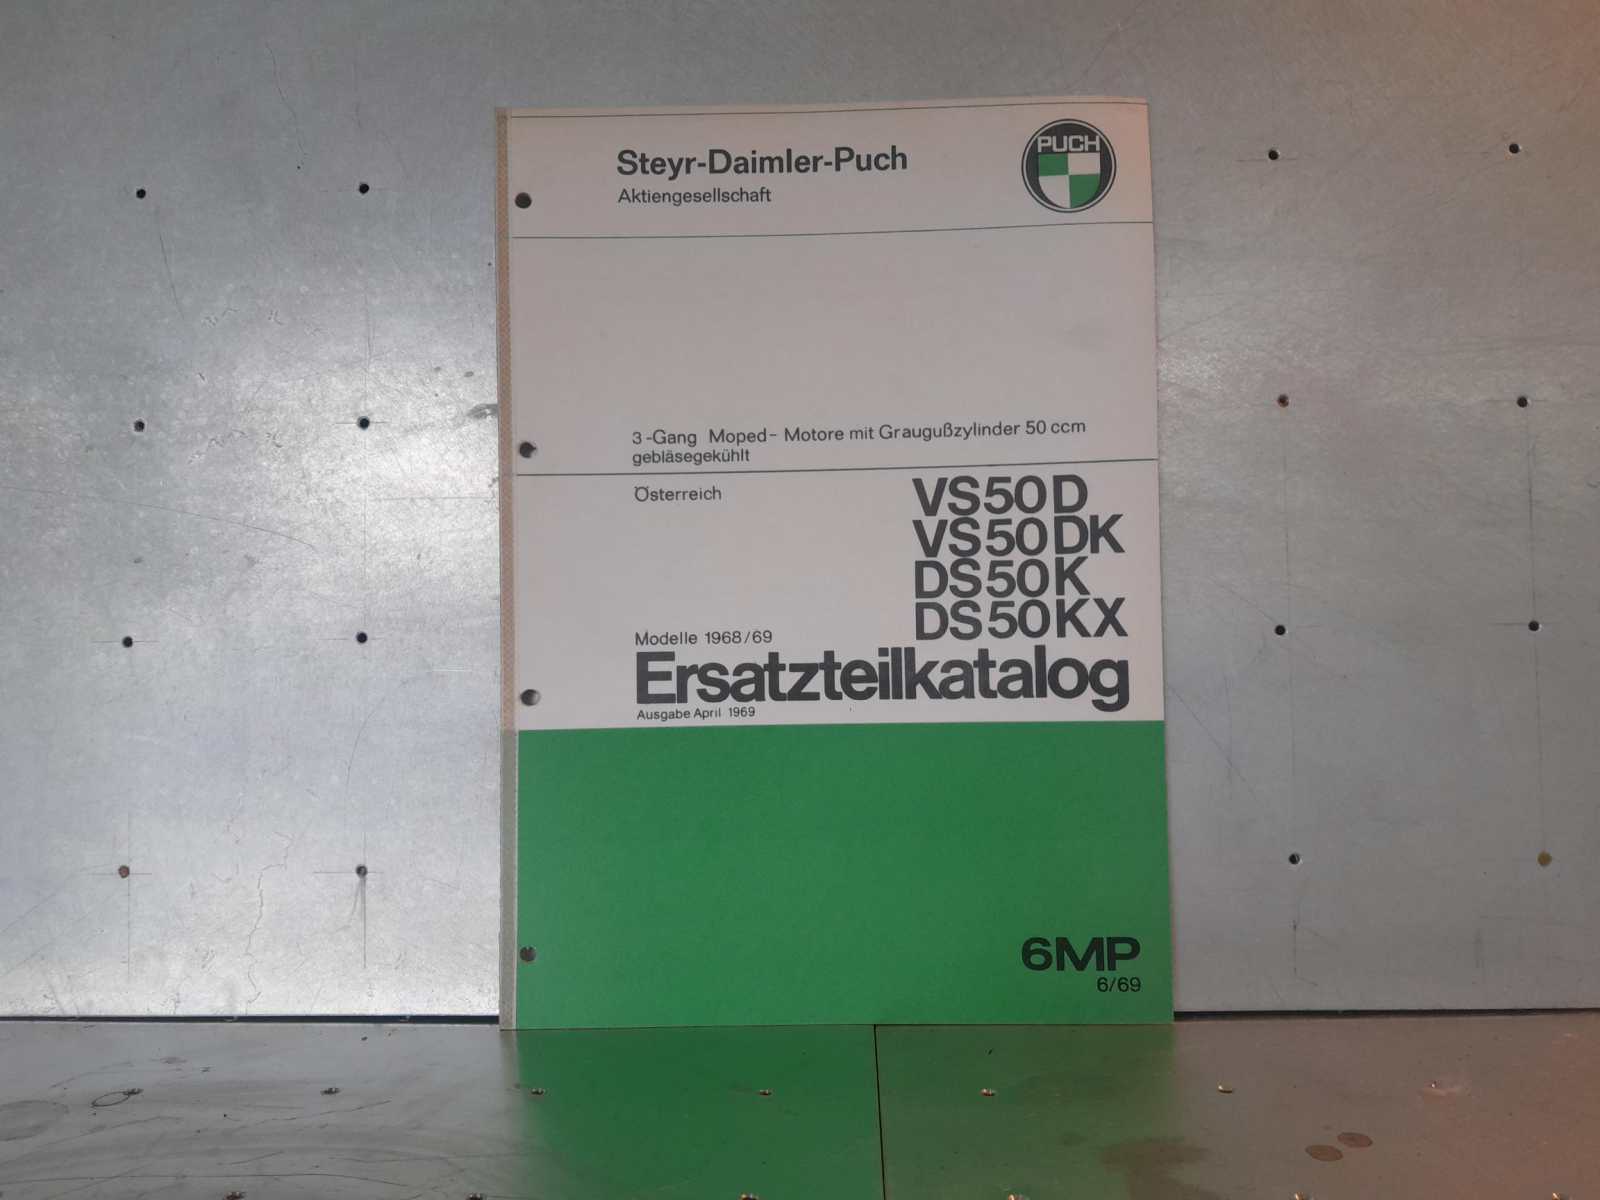 Steyr-Daimler-Puch
Aktiengesellschaft
PUCH
3-Gang Moped- Motore mit Graugußzylinder 50 ccm
gebläsegekühlt
Österreich
VS50D
VS50DK
DS50K
DS50KX
Modelle 1968/69
Ersatzteilkatalog
Ausgabe April 1969
6MP
6/69